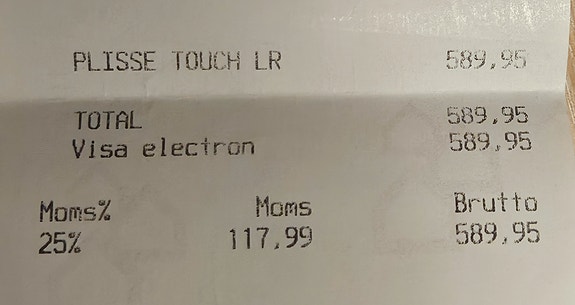 PLISSE TOUCH LR 589,95
TOTAL 589,95
Visa electron 589,95
Moms% Moms Brutto
25% 117,99 589,95